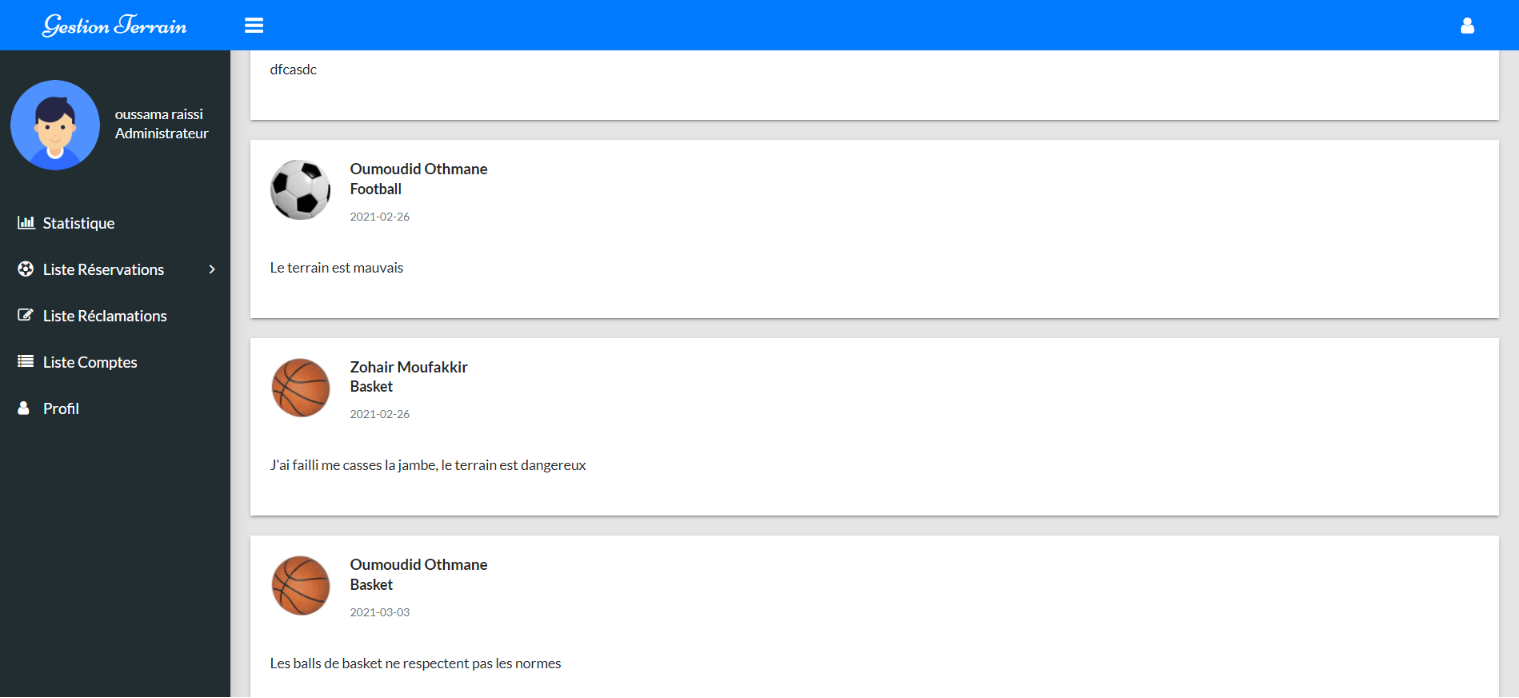 Gestion Terrain
oussama raissi
Administrateur
Statistique
Liste Réservations
Liste Réclamations
Liste Comptes
Profil
dfcasdc
Oumoudid Othmane
Football
2021-02-26
Le terrain est mauvais
Zohair Moufakkir
Basket
2021-02-26
J'ai failli me casses la jambe, le terrain est dangereux
Oumoudid Othmane
Basket
2021-03-03
Les balls de basket ne respectent pas les normes